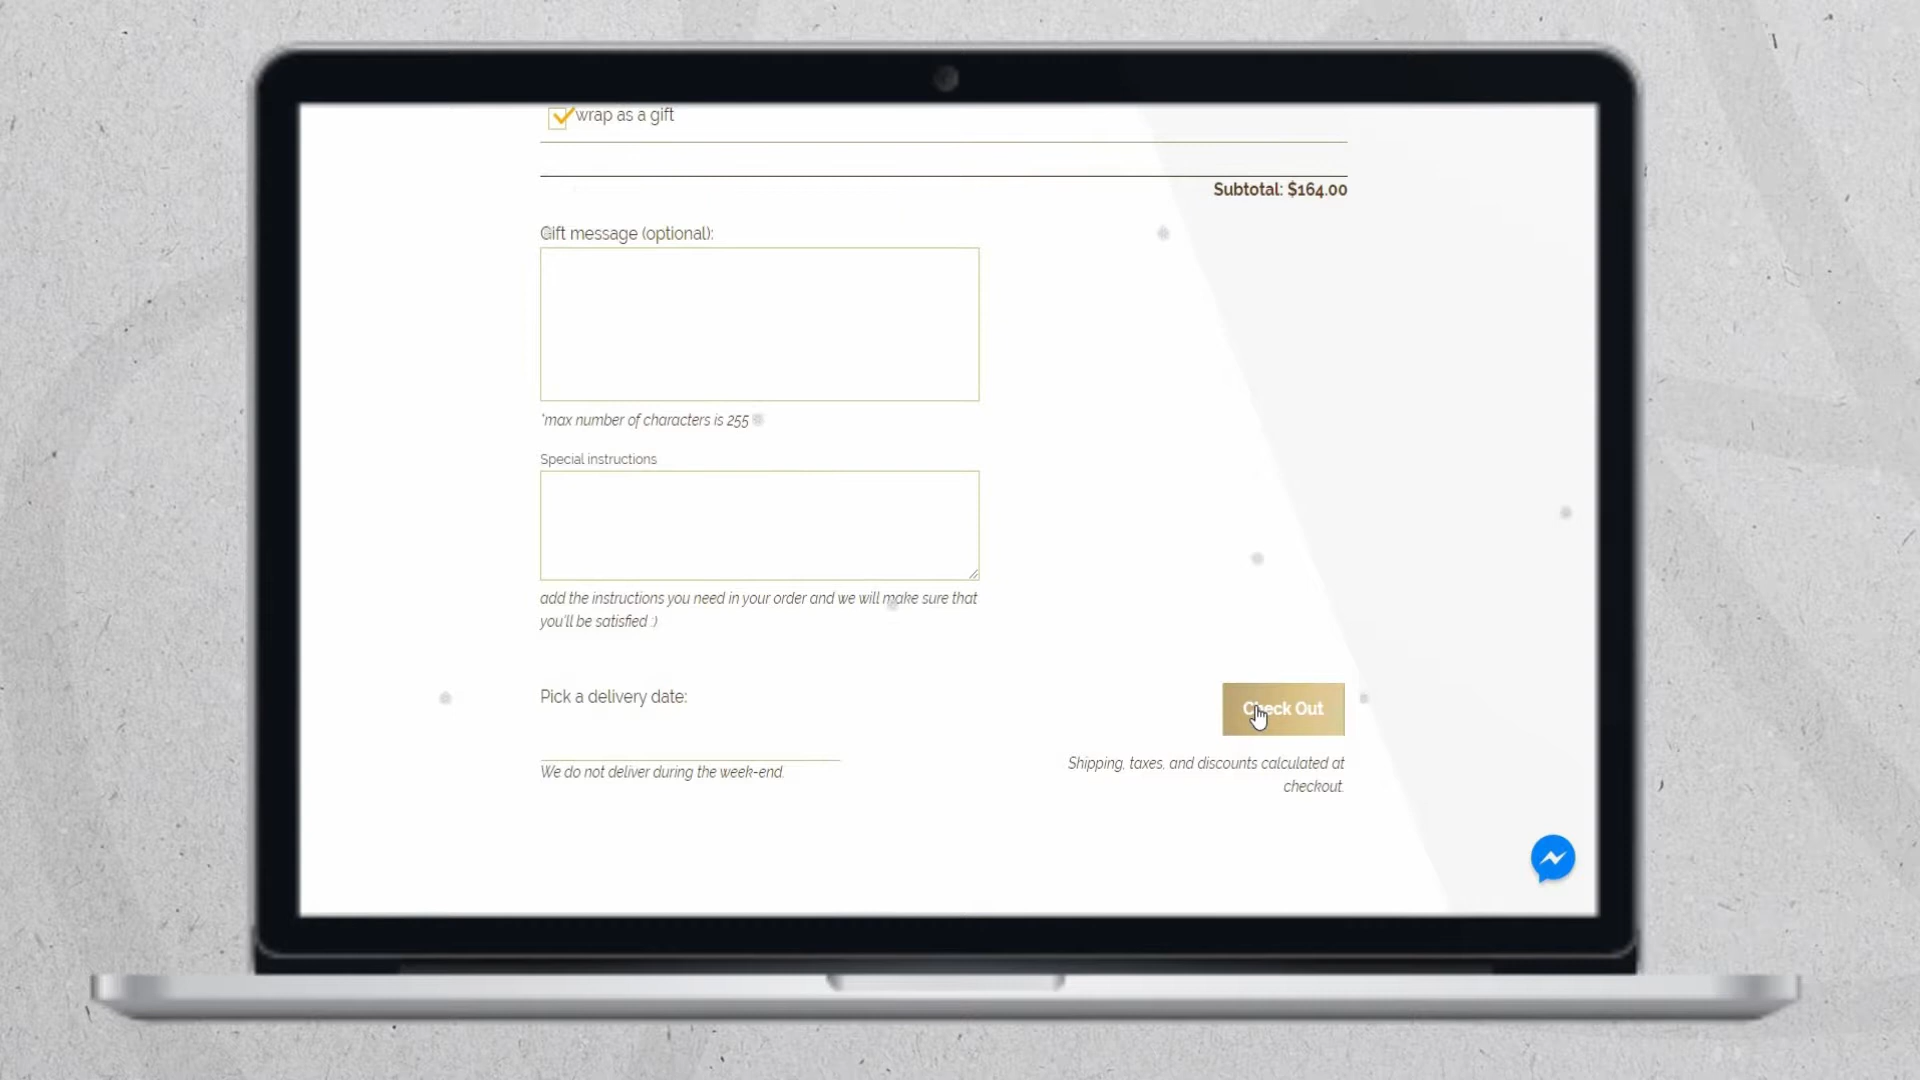 wrap as a gift
Subtotal: $164.00
Gift message (optional):
*max number of characters is 255
Special instructions
add the instructions you need in your order and we will make sure that
you'll be satisfied :)
Pick a delivery date:
Check Out
We do not deliver during the week-end.
Shipping, taxes, and discounts calculated at
checkout.